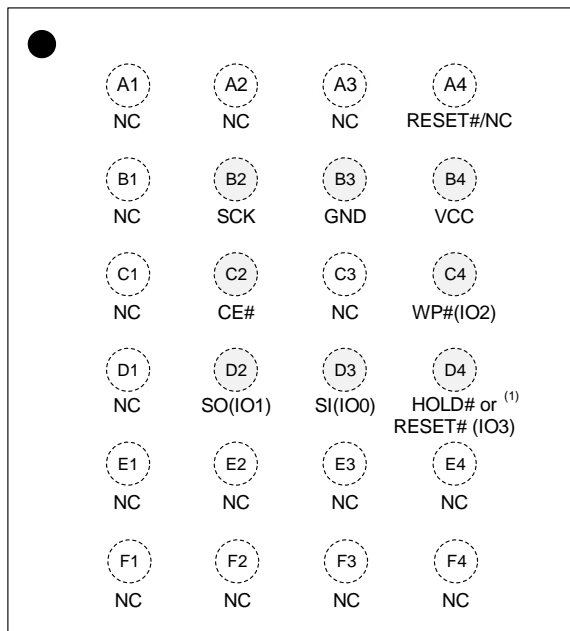 A1 A2 A3 A4
NC NC NC RESET#/NC
B1 B2 B3 B4
NC SCK GND VCC
C1 C2 C3 C4
NC CE# NC WP#(IO2)
D1 D2 D3 D4
NC SO(IO1) SI(IO0) HOLD# or (1)
RESET# (IO3)
E1 E2 E3 E4
NC NC NC NC
F1 F2 F3 F4
NC NC NC NC